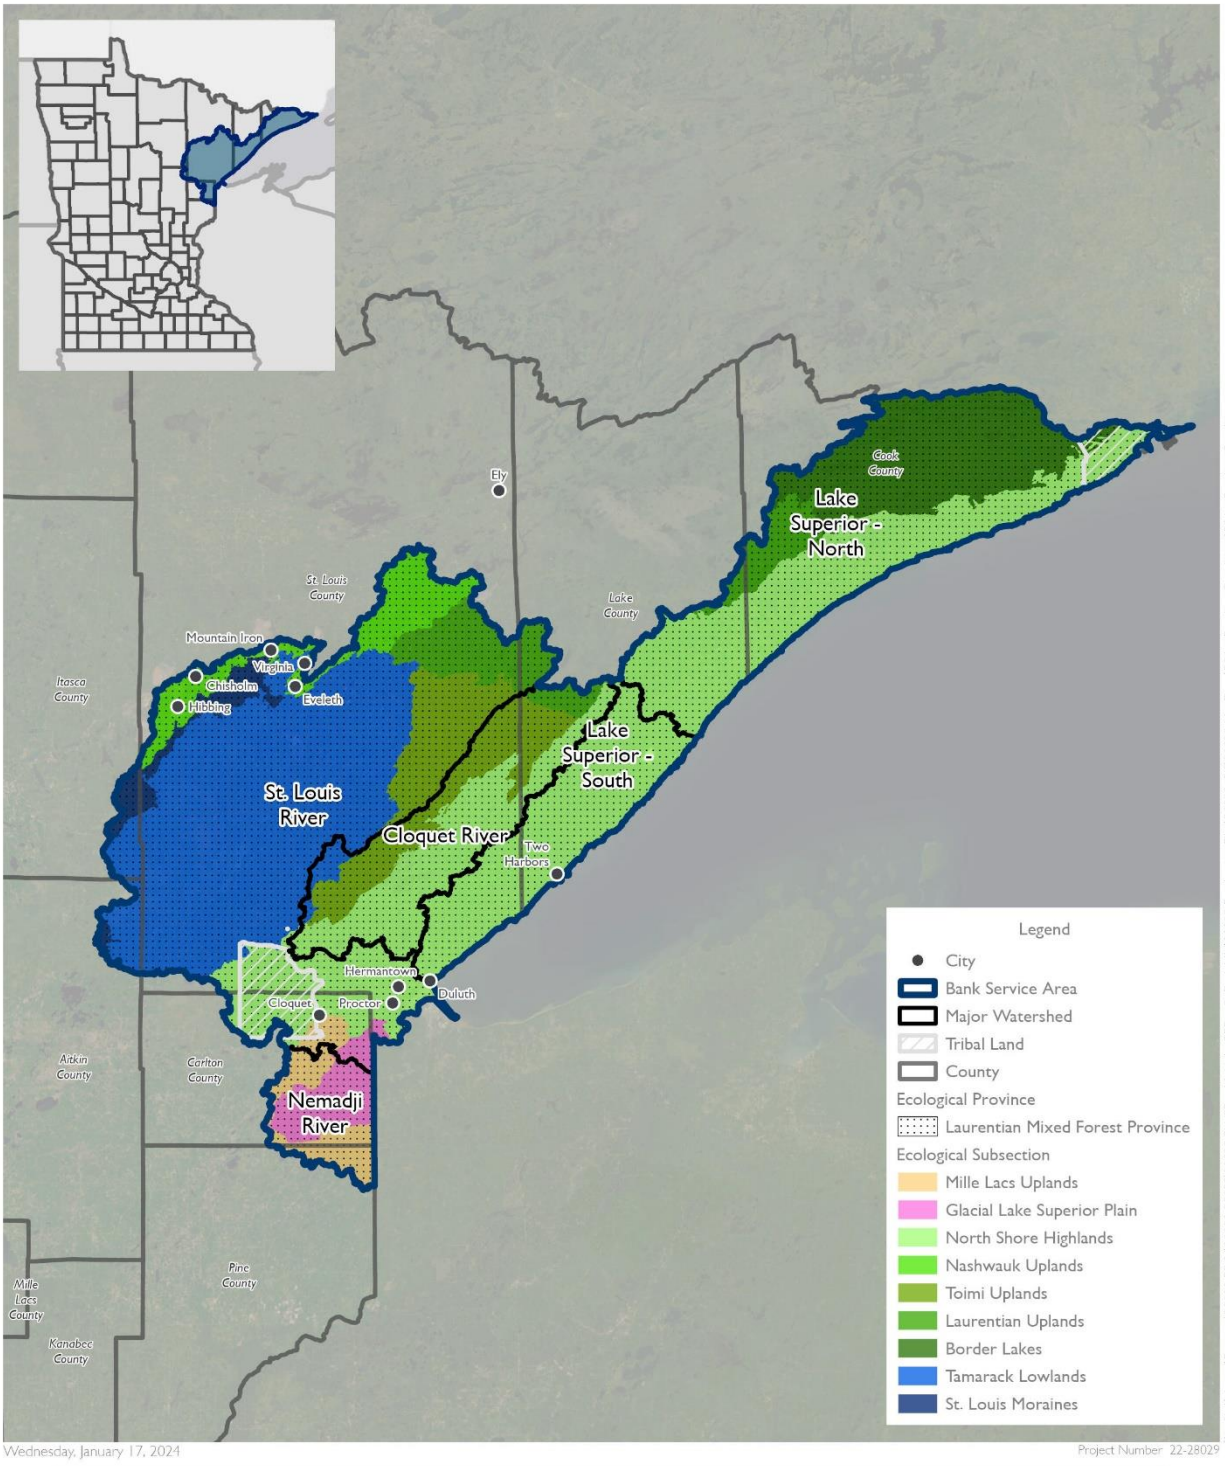 Ely
Cook
County
Lake
Superior -
North
St. Louis
County
Lake
County
Mountain Iron
Virginia
Chisholm
Eveleth
Hibbing
Itasca
County
Lake
Superior -
South
St. Louis
River
Cloquet River
Two
Harbors
Hermantown
Duluth
Cloquet
Proctor
Aitkin
County
Carlton
County
Nemadji
River
Pine
County
Mille
Lacs
County
Kanabec
County
Legend
City
Bank Service Area
Major Watershed
Tribal Land
County
Ecological Province
Laurentian Mixed Forest Province
Ecological Subsection
Mille Lacs Uplands
Glacial Lake Superior Plain
North Shore Highlands
Nashwauk Uplands
Toimi Uplands
Laurentian Uplands
Border Lakes
Tamarack Lowlands
St. Louis Moraines
Wednesday, January 17, 2024
Project Number 22-28029